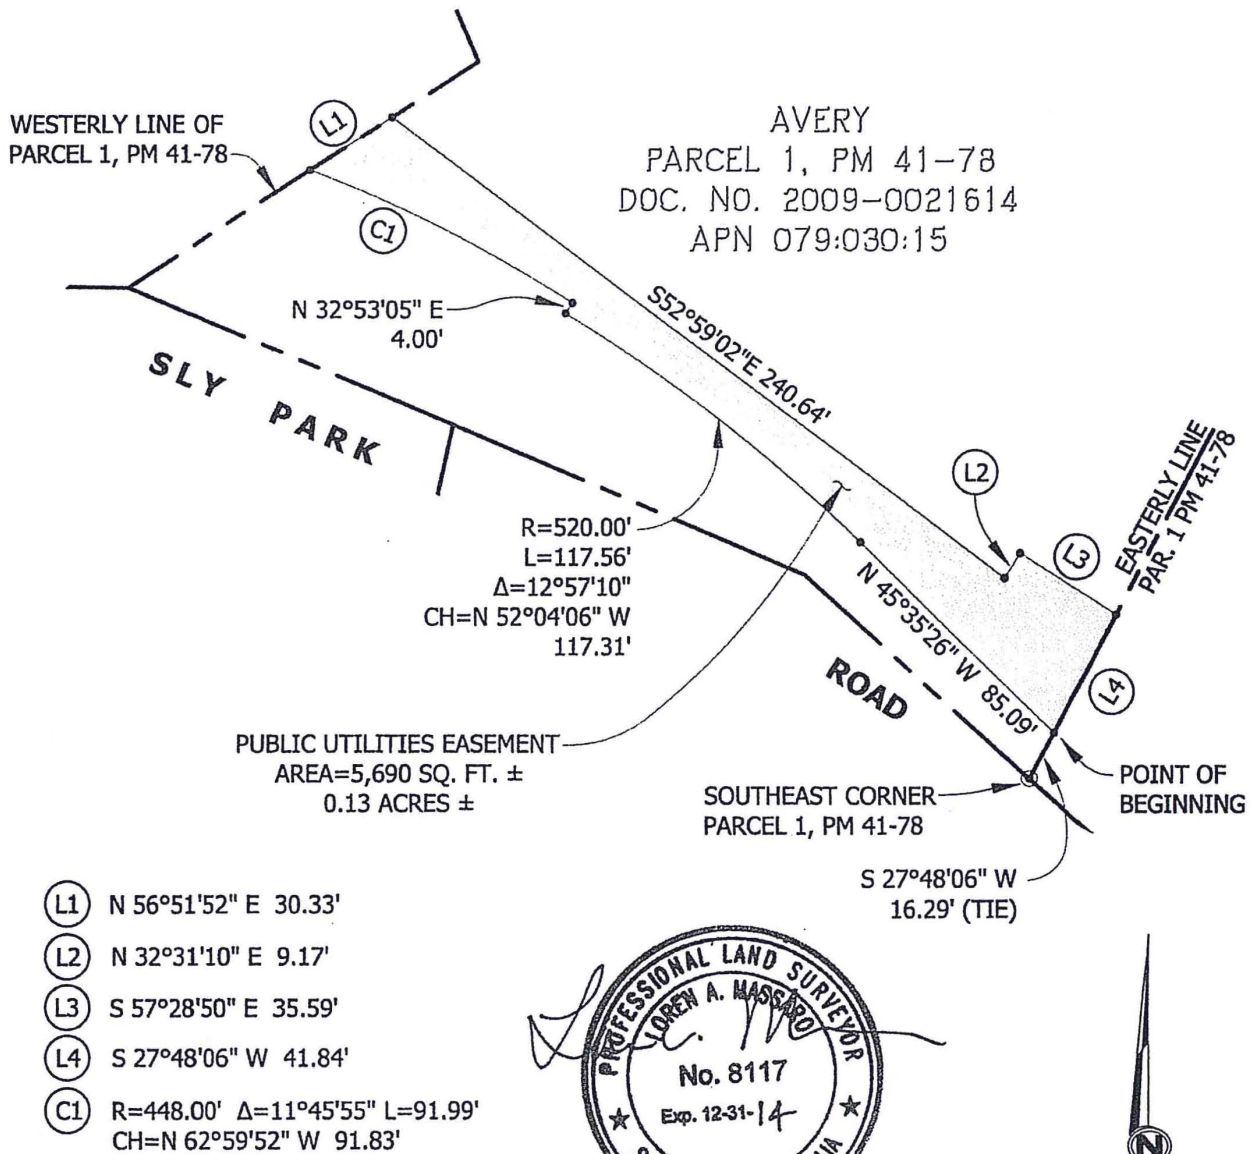 WESTERLY LINE OF
PARCEL 1, PM 41-78
L1
AVERY
PARCEL 1, PM 41-78
DOC. NO. 2009-0021614
APN 079:030:15
C1
N 32°53'05" E
4.00'
S52°59'02"E 240.64'
SLY PARK
ROAD
L2
L3
EASTERLY LINE
PAR. 1 PM 41-78
R=520.00'
L=117.56'
Δ=12°57'10"
CH=N 52°04'06" W
117.31'
N 45°35'26" W 85.09'
L4
PUBLIC UTILITIES EASEMENT
AREA=5,690 SQ. FT. ±
0.13 ACRES ±
SOUTHEAST CORNER
PARCEL 1, PM 41-78
POINT OF
BEGINNING
S 27°48'06" W
16.29' (TIE)
L1 N 56°51'52" E 30.33'
L2 N 32°31'10" E 9.17'
L3 S 57°28'50" E 35.59'
L4 S 27°48'06" W 41.84'
C1 R=448.00' Δ=11°45'55" L=91.99'
CH=N 62°59'52" W 91.83'
PROFESSIONAL LAND SURVEYOR
LOREN A. MASSARO
No. 8117
Exp. 12-31-14
N